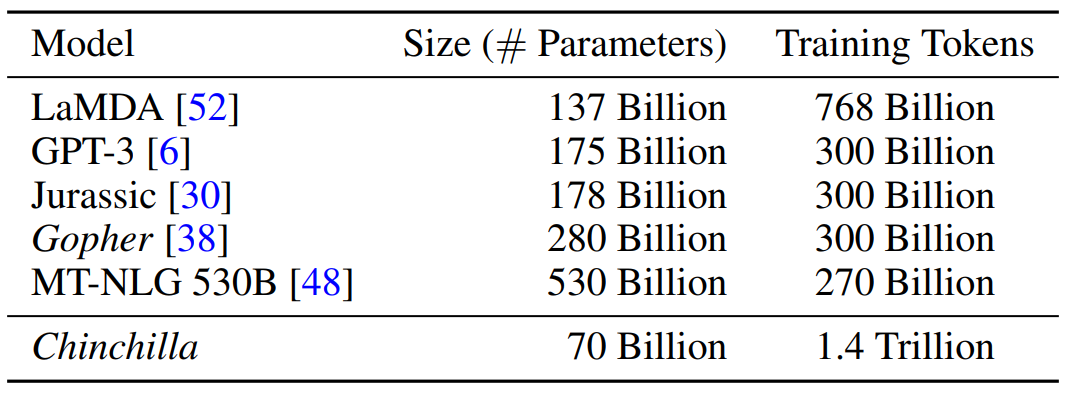 Model Size (# Parameters) Training Tokens
LaMDA [52] 137 Billion 768 Billion
GPT-3 [6] 175 Billion 300 Billion
Jurassic [30] 178 Billion 300 Billion
Gopher [38] 280 Billion 300 Billion
MT-NLG 530B [48] 530 Billion 270 Billion
Chinchilla 70 Billion 1.4 Trillion